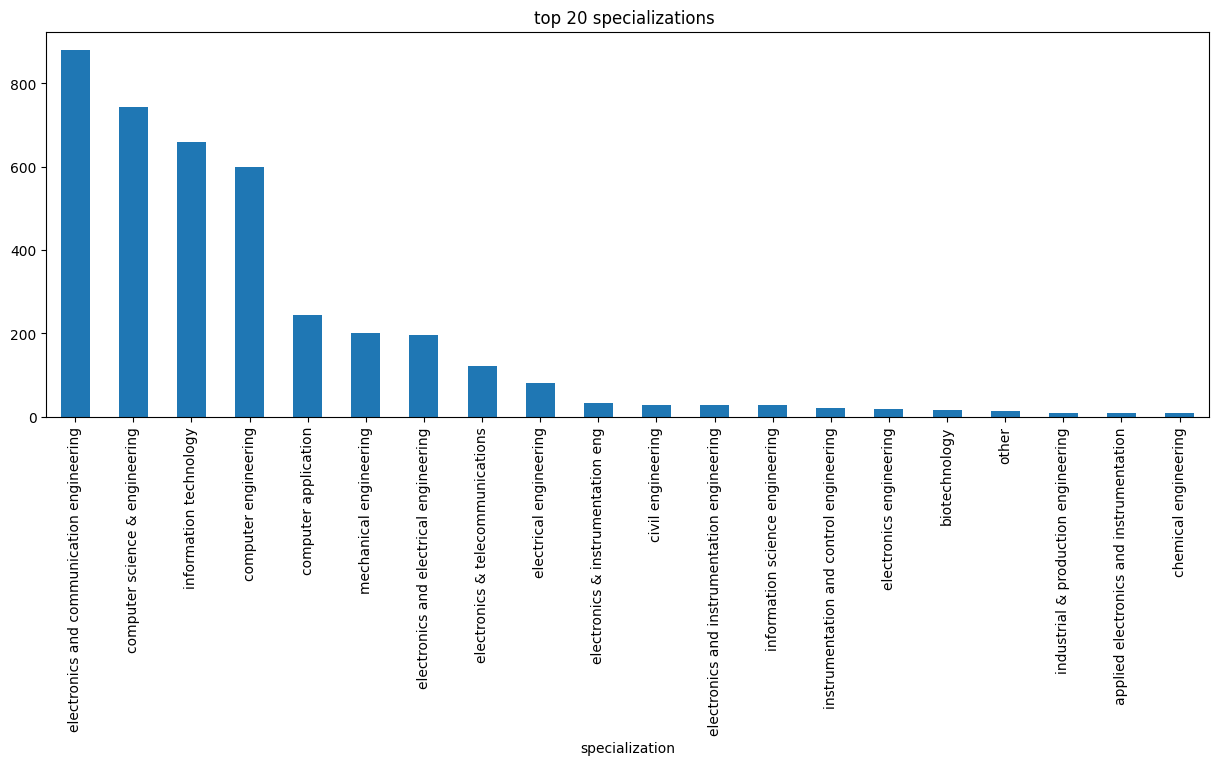 top 20 specializations
800
600
400
200
0
electronics and communication engineering
computer science & engineering
information technology
computer engineering
computer application
mechanical engineering
electronics and electrical engineering
electronics & telecommunications
electrical engineering
electronics & instrumentation eng
civil engineering
electronics and instrumentation engineering
information science engineering
instrumentation and control engineering
electronics engineering
biotechnology
other
industrial & production engineering
applied electronics and instrumentation
chemical engineering
specialization